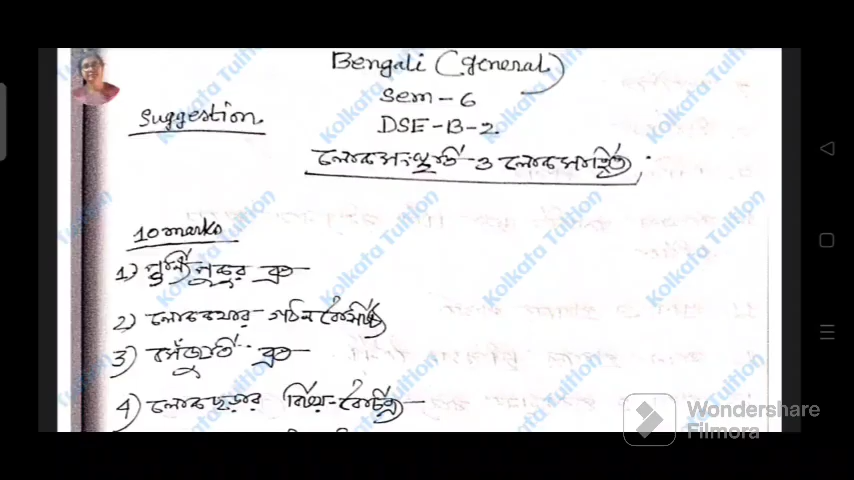 Bengali (general)
Sem - 6
Suggestion
DSE-B-2
লোকসংস্কৃতি ও লোকসাহিত্য :
10 marks
1) পুণ্যি পুকুর ব্রত
2) লোককথার গঠন বৈশিষ্ট্য
3) সেঁজুতি ব্রত
4) লোকছড়ার বিষয়-বৈচিত্র্য
Kolkata Tuition
Wondershare
Filmora